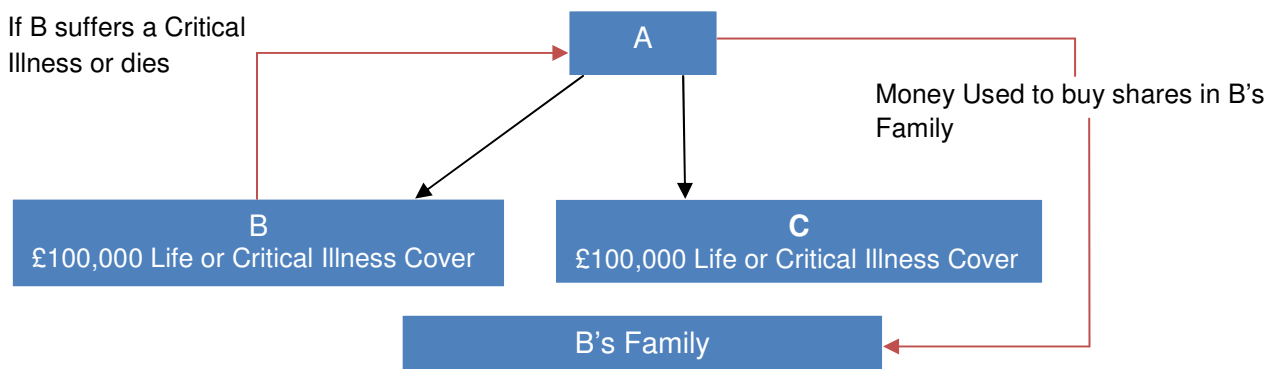 If B suffers a Critical
Illness or dies
A
Money Used to buy shares in B's
Family
B
£100,000 Life or Critical Illness Cover
C
£100,000 Life or Critical Illness Cover
B's Family